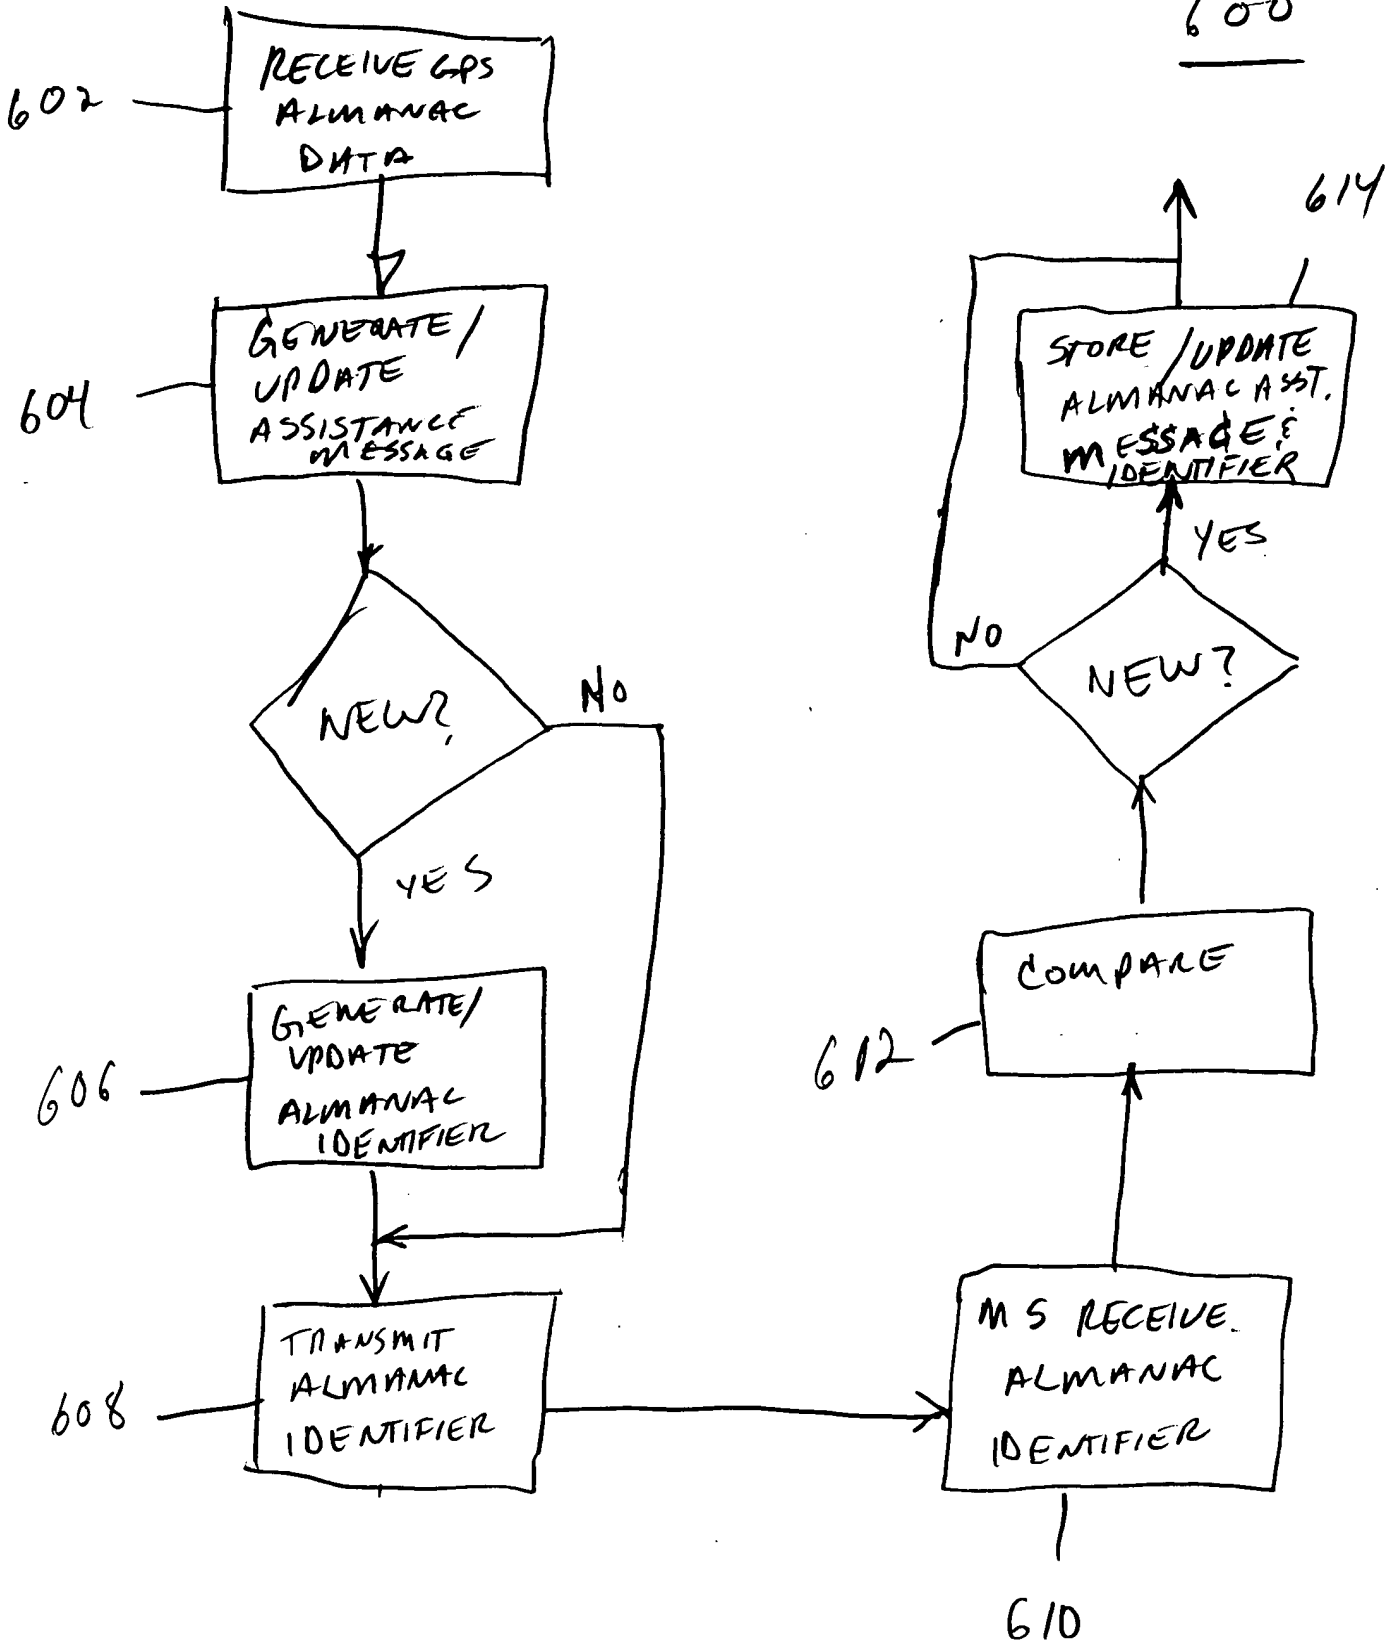 600
602
RECEIVE GPS
ALMANAC
DATA
604
GENERATE/
UPDATE
ASSISTANCE
MESSAGE
NEW?
NO
YES
606
GENERATE/
UPDATE
ALMANAC
IDENTIFIER
608
TRANSMIT
ALMANAC
IDENTIFIER
MS RECEIVE
ALMANAC
IDENTIFIER
610
612
COMPARE
NEW?
NO
YES
614
STORE /UPDATE
ALMANAC ASST.
MESSAGE &
IDENTIFIER